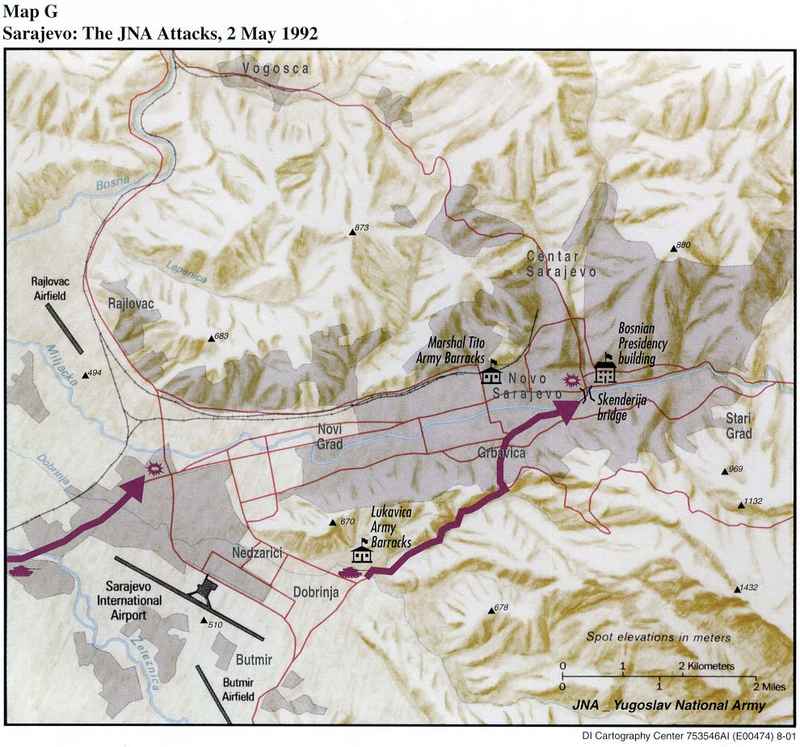 Map G
Sarajevo: The JNA Attacks, 2 May 1992
Vogosca
Bosna
873
880
Centar
Sarajevo
Lepenica
Rajlovac
Airfield
Rajlovac
683
Marshal Tito
Army Barracks
Bosnian
Presidency
building
Miljacka
494
Novo
Sarajevo
Skenderija
bridge
Stari
Grad
Novi
Grad
Grbavica
Dobrinja
969
1132
Lukavica
Army
Barracks
870
Nedzarici
Sarajevo
International
Airport
Dobrinja
1432
678
510
Spot elevations in meters
Zeleznica
Butmir
0 1 2 Kilometers
0 1 2 Miles
Butmir
Airfield
JNA _ Yugoslav National Army
DI Cartography Center 753546AI (E00474) 8-01